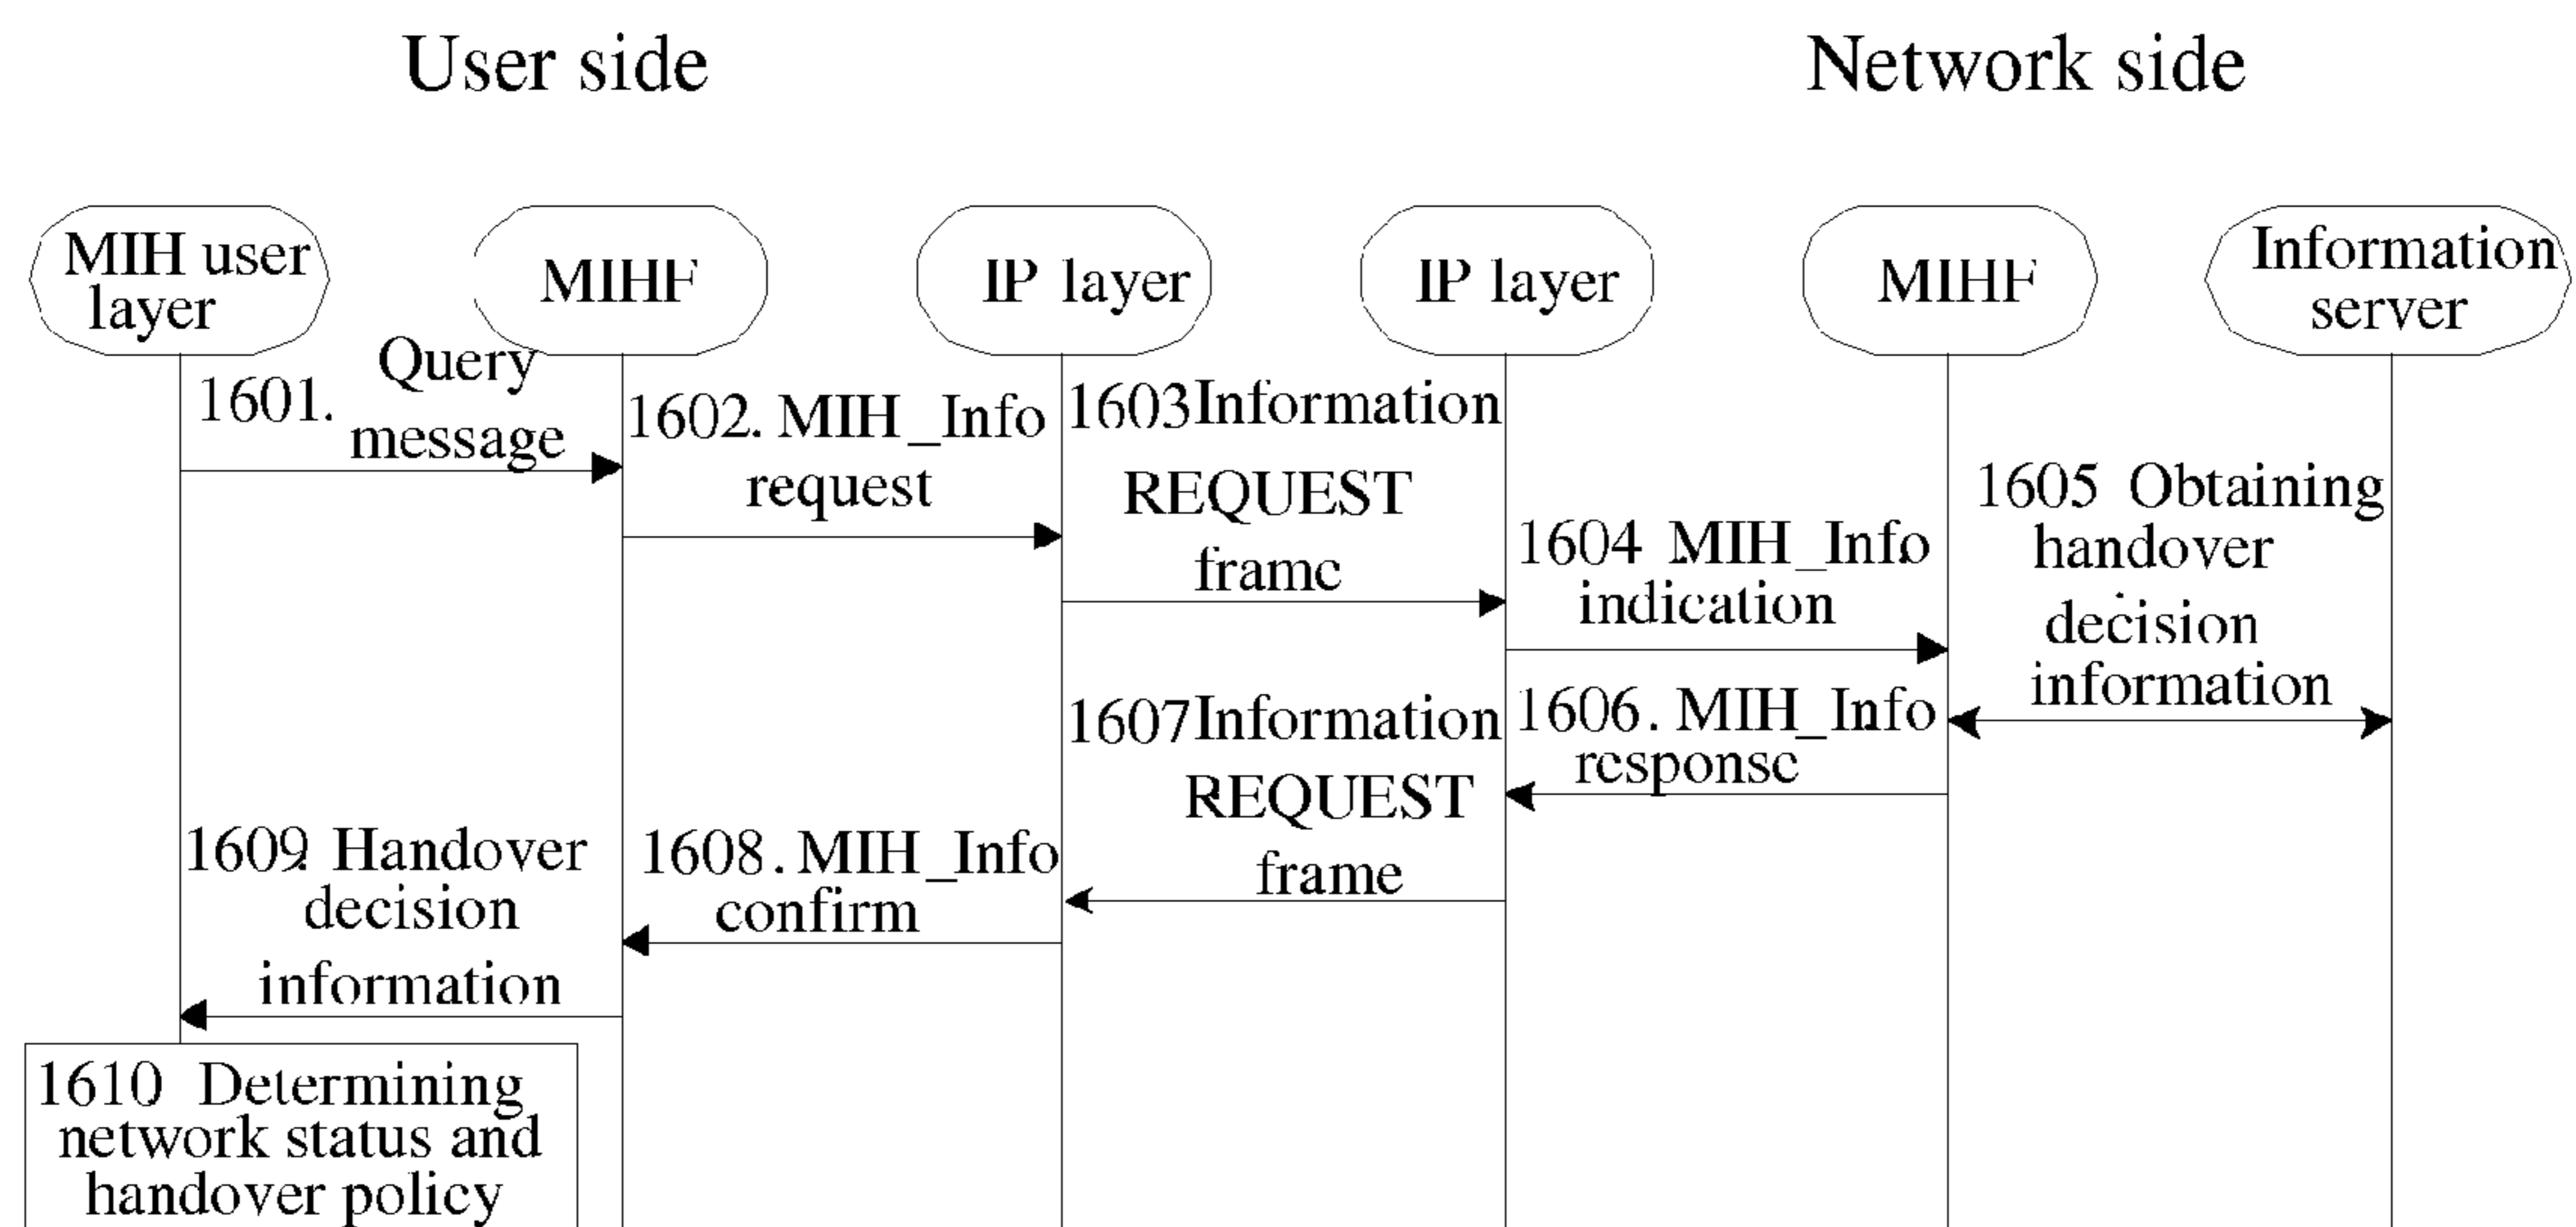 User side
Network side
MIH user
layer
MIHF
IP layer
IP layer
MIHF
Information
server
1601.
Query
message
1602. MIH_Info
request
1603Information
REQUEST
frame
1604 MIH_Info
indication
1605 Obtaining
handover
decision
information
1606. MIH_Info
response
1607Information
REQUEST
frame
1608. MIH_Info
confirm
1609 Handover
decision
information
1610 Determining
network status and
handover policy